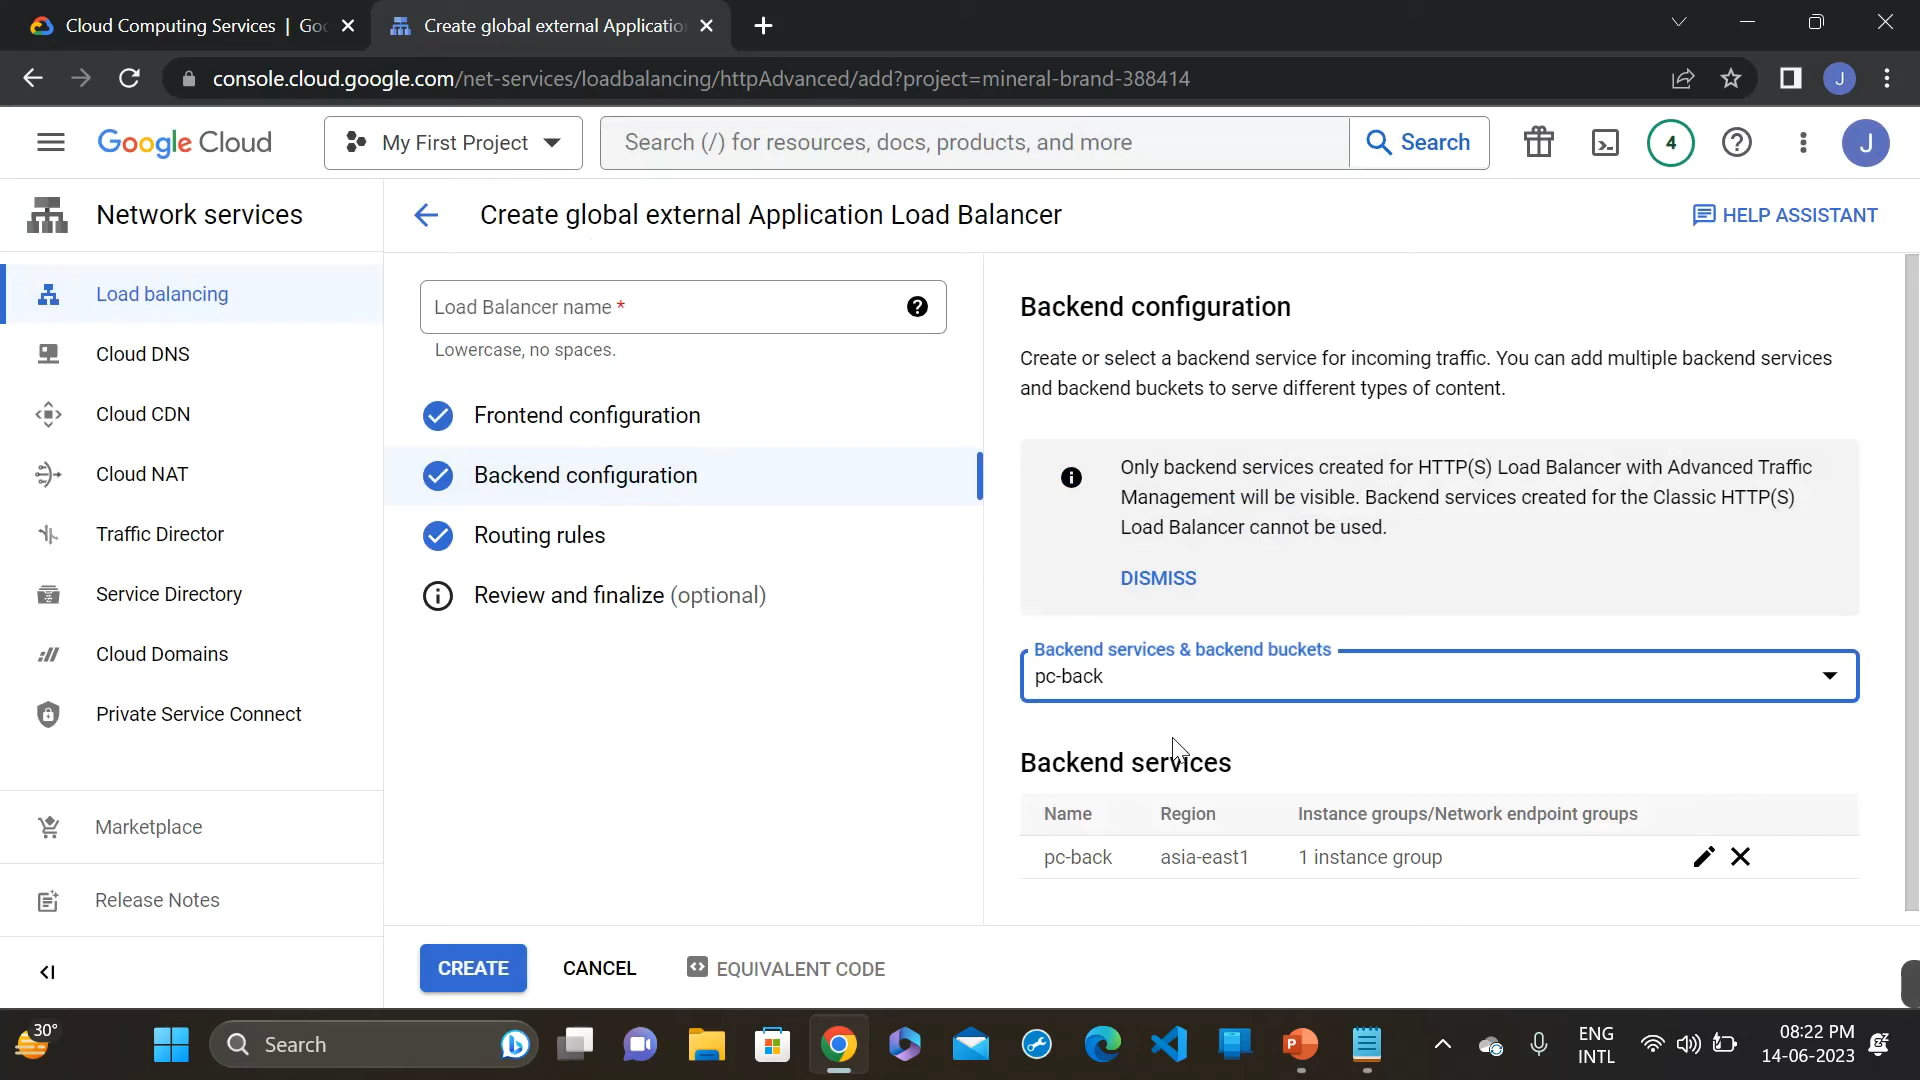 Cloud Computing Services | Goo
Create global external Applicatio
console.cloud.google.com/net-services/loadbalancing/httpAdvanced/add?project=mineral-brand-388414
J
Google Cloud
My First Project
Search (/) for resources, docs, products, and more
Search
4
J
Network services
Create global external Application Load Balancer
HELP ASSISTANT
Load balancing
Cloud DNS
Cloud CDN
Cloud NAT
Traffic Director
Service Directory
Cloud Domains
Private Service Connect
Marketplace
Release Notes
Load Balancer name *
Lowercase, no spaces.
Frontend configuration
Backend configuration
Routing rules
Review and finalize (optional)
Backend configuration
Create or select a backend service for incoming traffic. You can add multiple backend services
and backend buckets to serve different types of content.
Only backend services created for HTTP(S) Load Balancer with Advanced Traffic
Management will be visible. Backend services created for the Classic HTTP(S)
Load Balancer cannot be used.
DISMISS
Backend services & backend buckets
pc-back
Backend services
Name Region Instance groups/Network endpoint groups
pc-back asia-east1 1 instance group
CREATE
CANCEL
EQUIVALENT CODE
30°
Search
ENG
INTL
08:22 PM
14-06-2023